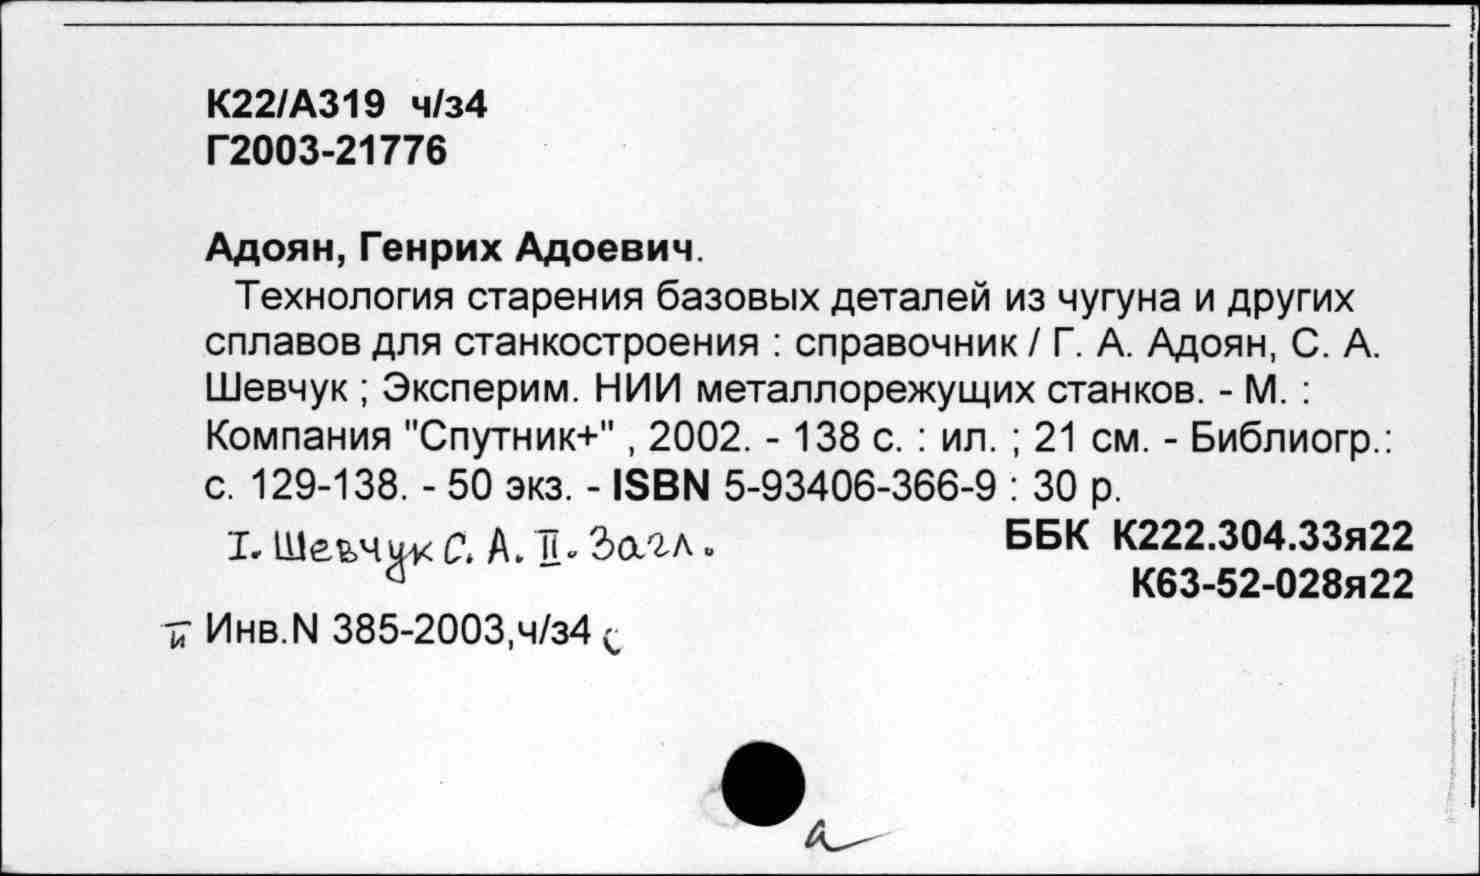 К22/А319 ч/з4
Г2003-21776
Адоян, Генрих Адоевич.
Технология старения базовых деталей из чугуна и других
сплавов для станкостроения : справочник / Г. А. Адоян, С. А.
Шевчук ; Эксперим. НИИ металлорежущих станков. - М. :
Компания "Спутник+" , 2002. - 138 с. : ил. ; 21 см. - Библиогр.:
с. 129-138. - 50 экз. - ISBN 5-93406-366-9 : 30 р.
I. Шевчук С. А. II. Загл.
ББК К222.304.33я22
К63-52-028я22
Инв.N 385-2003,ч/з4
а